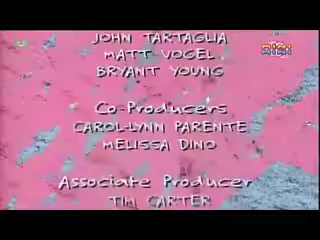 JOHN TARTAGLIA
MATT VOGEL
BRYANT YOUNG
Co-Producers
CAROL-LYNN PARENTE
MELISSA DINO
Associate Producer
TIM CARTER